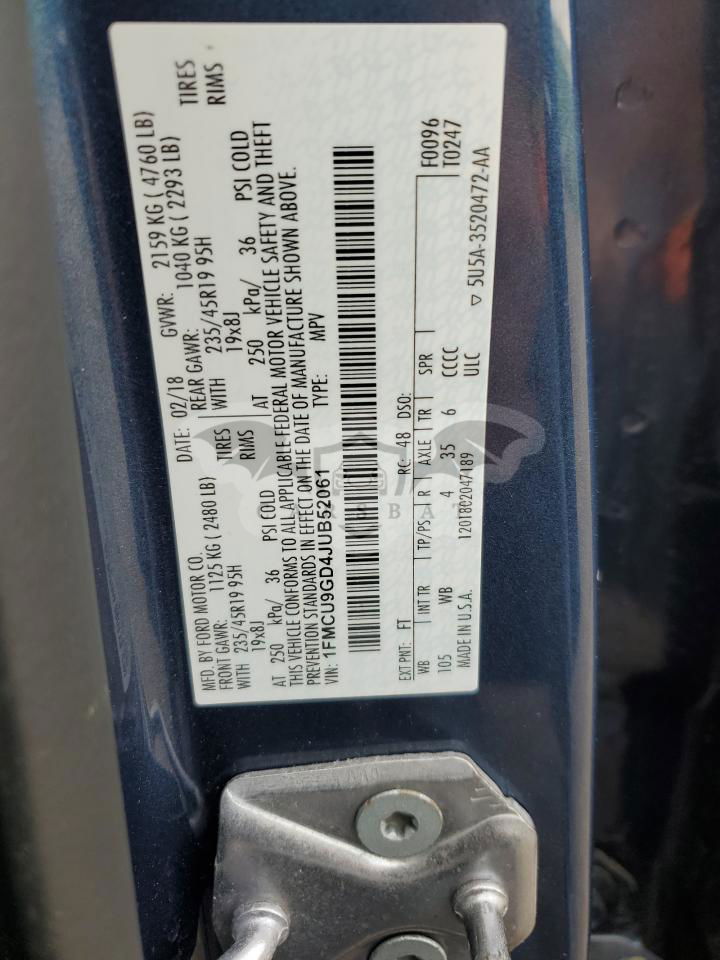 MFD. BY FORD MOTOR CO.
DATE: 02/18 GVWR: 2159 KG ( 4760 LB)
FRONT GAWR: 1125 KG ( 2480 LB) REAR GAWR: 1040 KG ( 2293 LB)
WITH 235/45R19 95H TIRES WITH 235/45R19 95H TIRES
19x8J RIMS 19x8J RIMS
AT 250 kPa/ 36 PSI COLD AT 250 kPa/ 36 PSI COLD
THIS VEHICLE CONFORMS TO ALL APPLICABLE FEDERAL MOTOR VEHICLE SAFETY AND THEFT
PREVENTION STANDARDS IN EFFECT ON THE DATE OF MANUFACTURE SHOWN ABOVE.
VIN: 1FMCU9GD4JUB52061 TYPE: MPV
F0096
T0247
EXT PNT: FT RC: 48 DSO:
WB INT TR TP/PS R AXLE TR SPR
105 WB 4 35 6 CCCC
ULC
MADE IN U.S.A. 120T802047189 ▽ 5U5A-3520472-AA